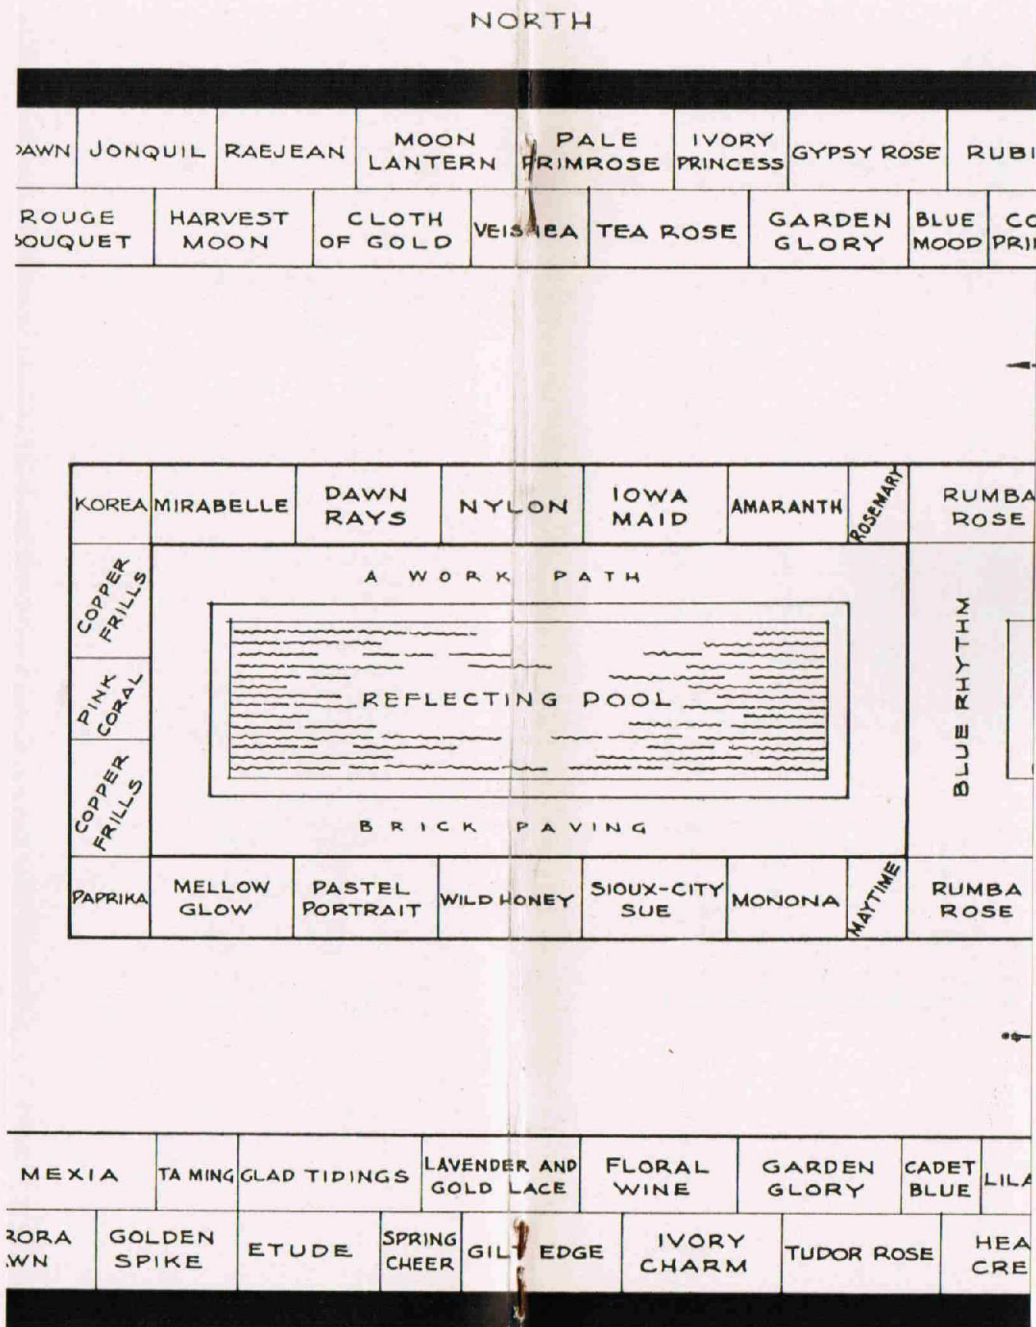 NORTH
JONQUIL
RAEJEAN
MOON
LANTERN
PALE
PRIMROSE
IVORY
PRINCESS
GYPSY ROSE
ROUGE
HARVEST
MOON
CLOTH
OF GOLD
TEA ROSE
GARDEN
GLORY
BLUE
MOOD
KOREA
MIRABELLE
DAWN
RAYS
NYLON
IOWA
MAID
AMARANTH
ROSEMARY
RUMBA
ROSE
COPPER
FRILLS
PINK
CORAL
COPPER
FRILLS
A WORK PATH
REFLECTING POOL
BRICK PAVING
BLUE RHYTHM
PAPRIKA
MELLOW
GLOW
PASTEL
PORTRAIT
WILD HONEY
SIOUX-CITY
SUE
MONONA
MAYTIME
RUMBA
ROSE
MEXIA
TA MING
GLAD TIDINGS
LAVENDER AND
GOLD LACE
FLORAL
WINE
GARDEN
GLORY
CADET
BLUE
GOLDEN
SPIKE
ETUDE
SPRING
CHEER
GILT EDGE
IVORY
CHARM
TUDOR ROSE